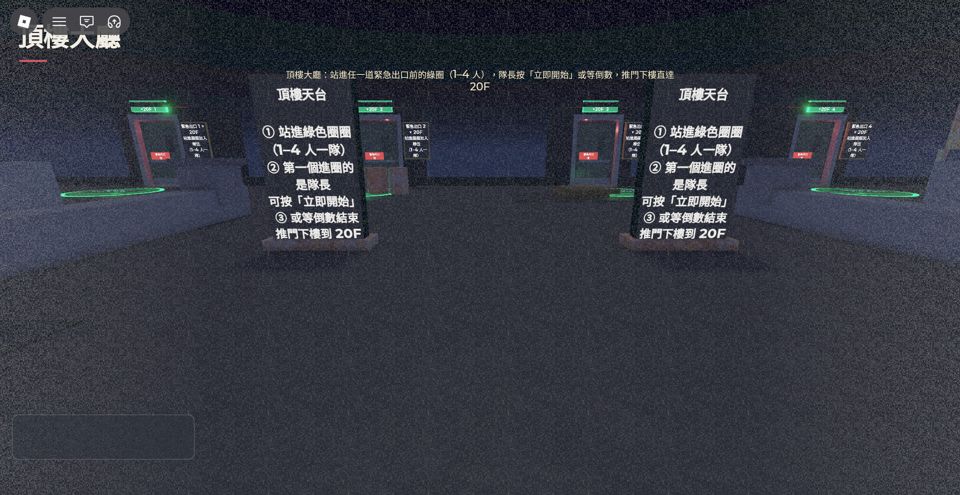 頂樓大廳
頂樓大廳：站進任一道緊急出口前的綠圈（1–4 人），隊長按「立即開始」或等倒數，推門下樓直達
20F
頂樓天台
① 站進綠色圈圈
（1–4 人一隊）
② 第一個進圈的
是隊長
可按「立即開始」
③ 或等倒數結束
推門下樓到 20F
頂樓天台
① 站進綠色圈圈
（1–4 人一隊）
② 第一個進圈的
是隊長
可按「立即開始」
③ 或等倒數結束
推門下樓到 20F